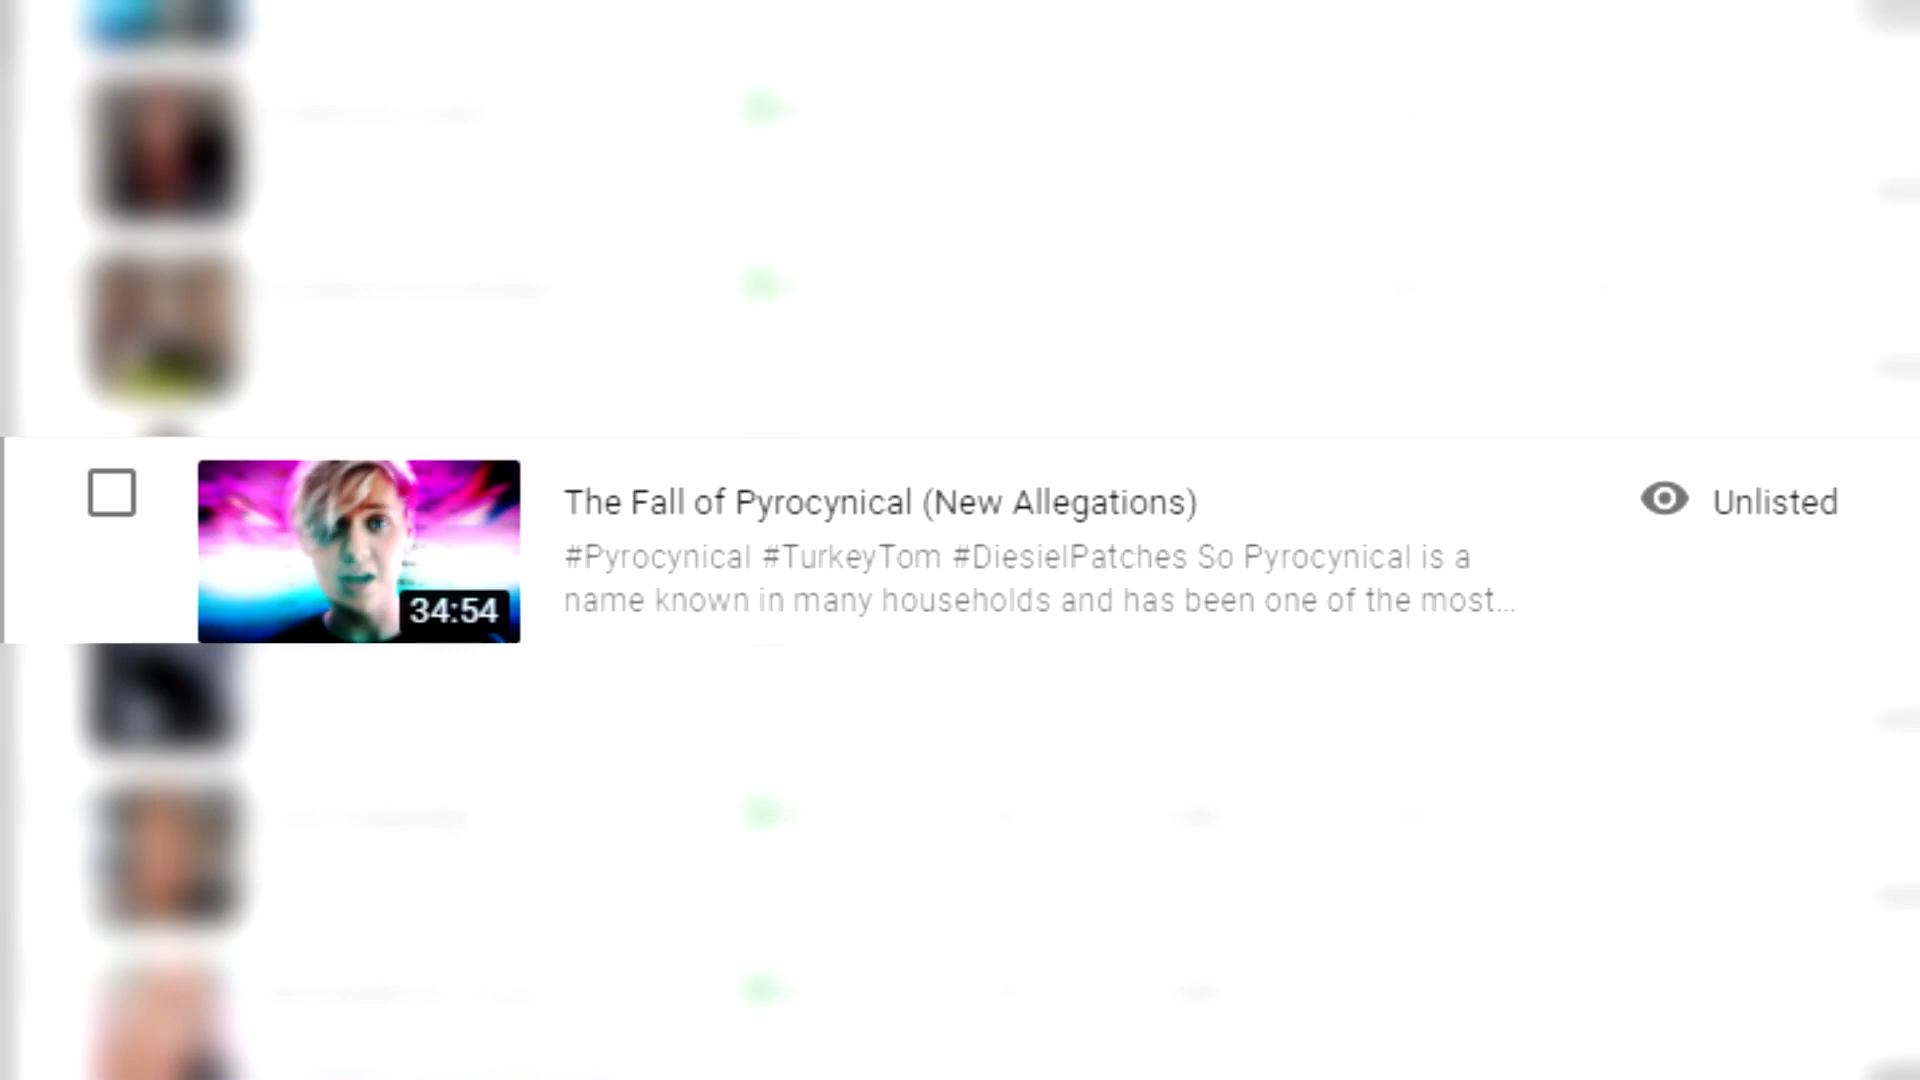 The Fall of Pyrocynical (New Allegations)
Unlisted
#Pyrocynical #TurkeyTom #DiesielPatches So Pyrocynical is a
name known in many households and has been one of the most...
34:54